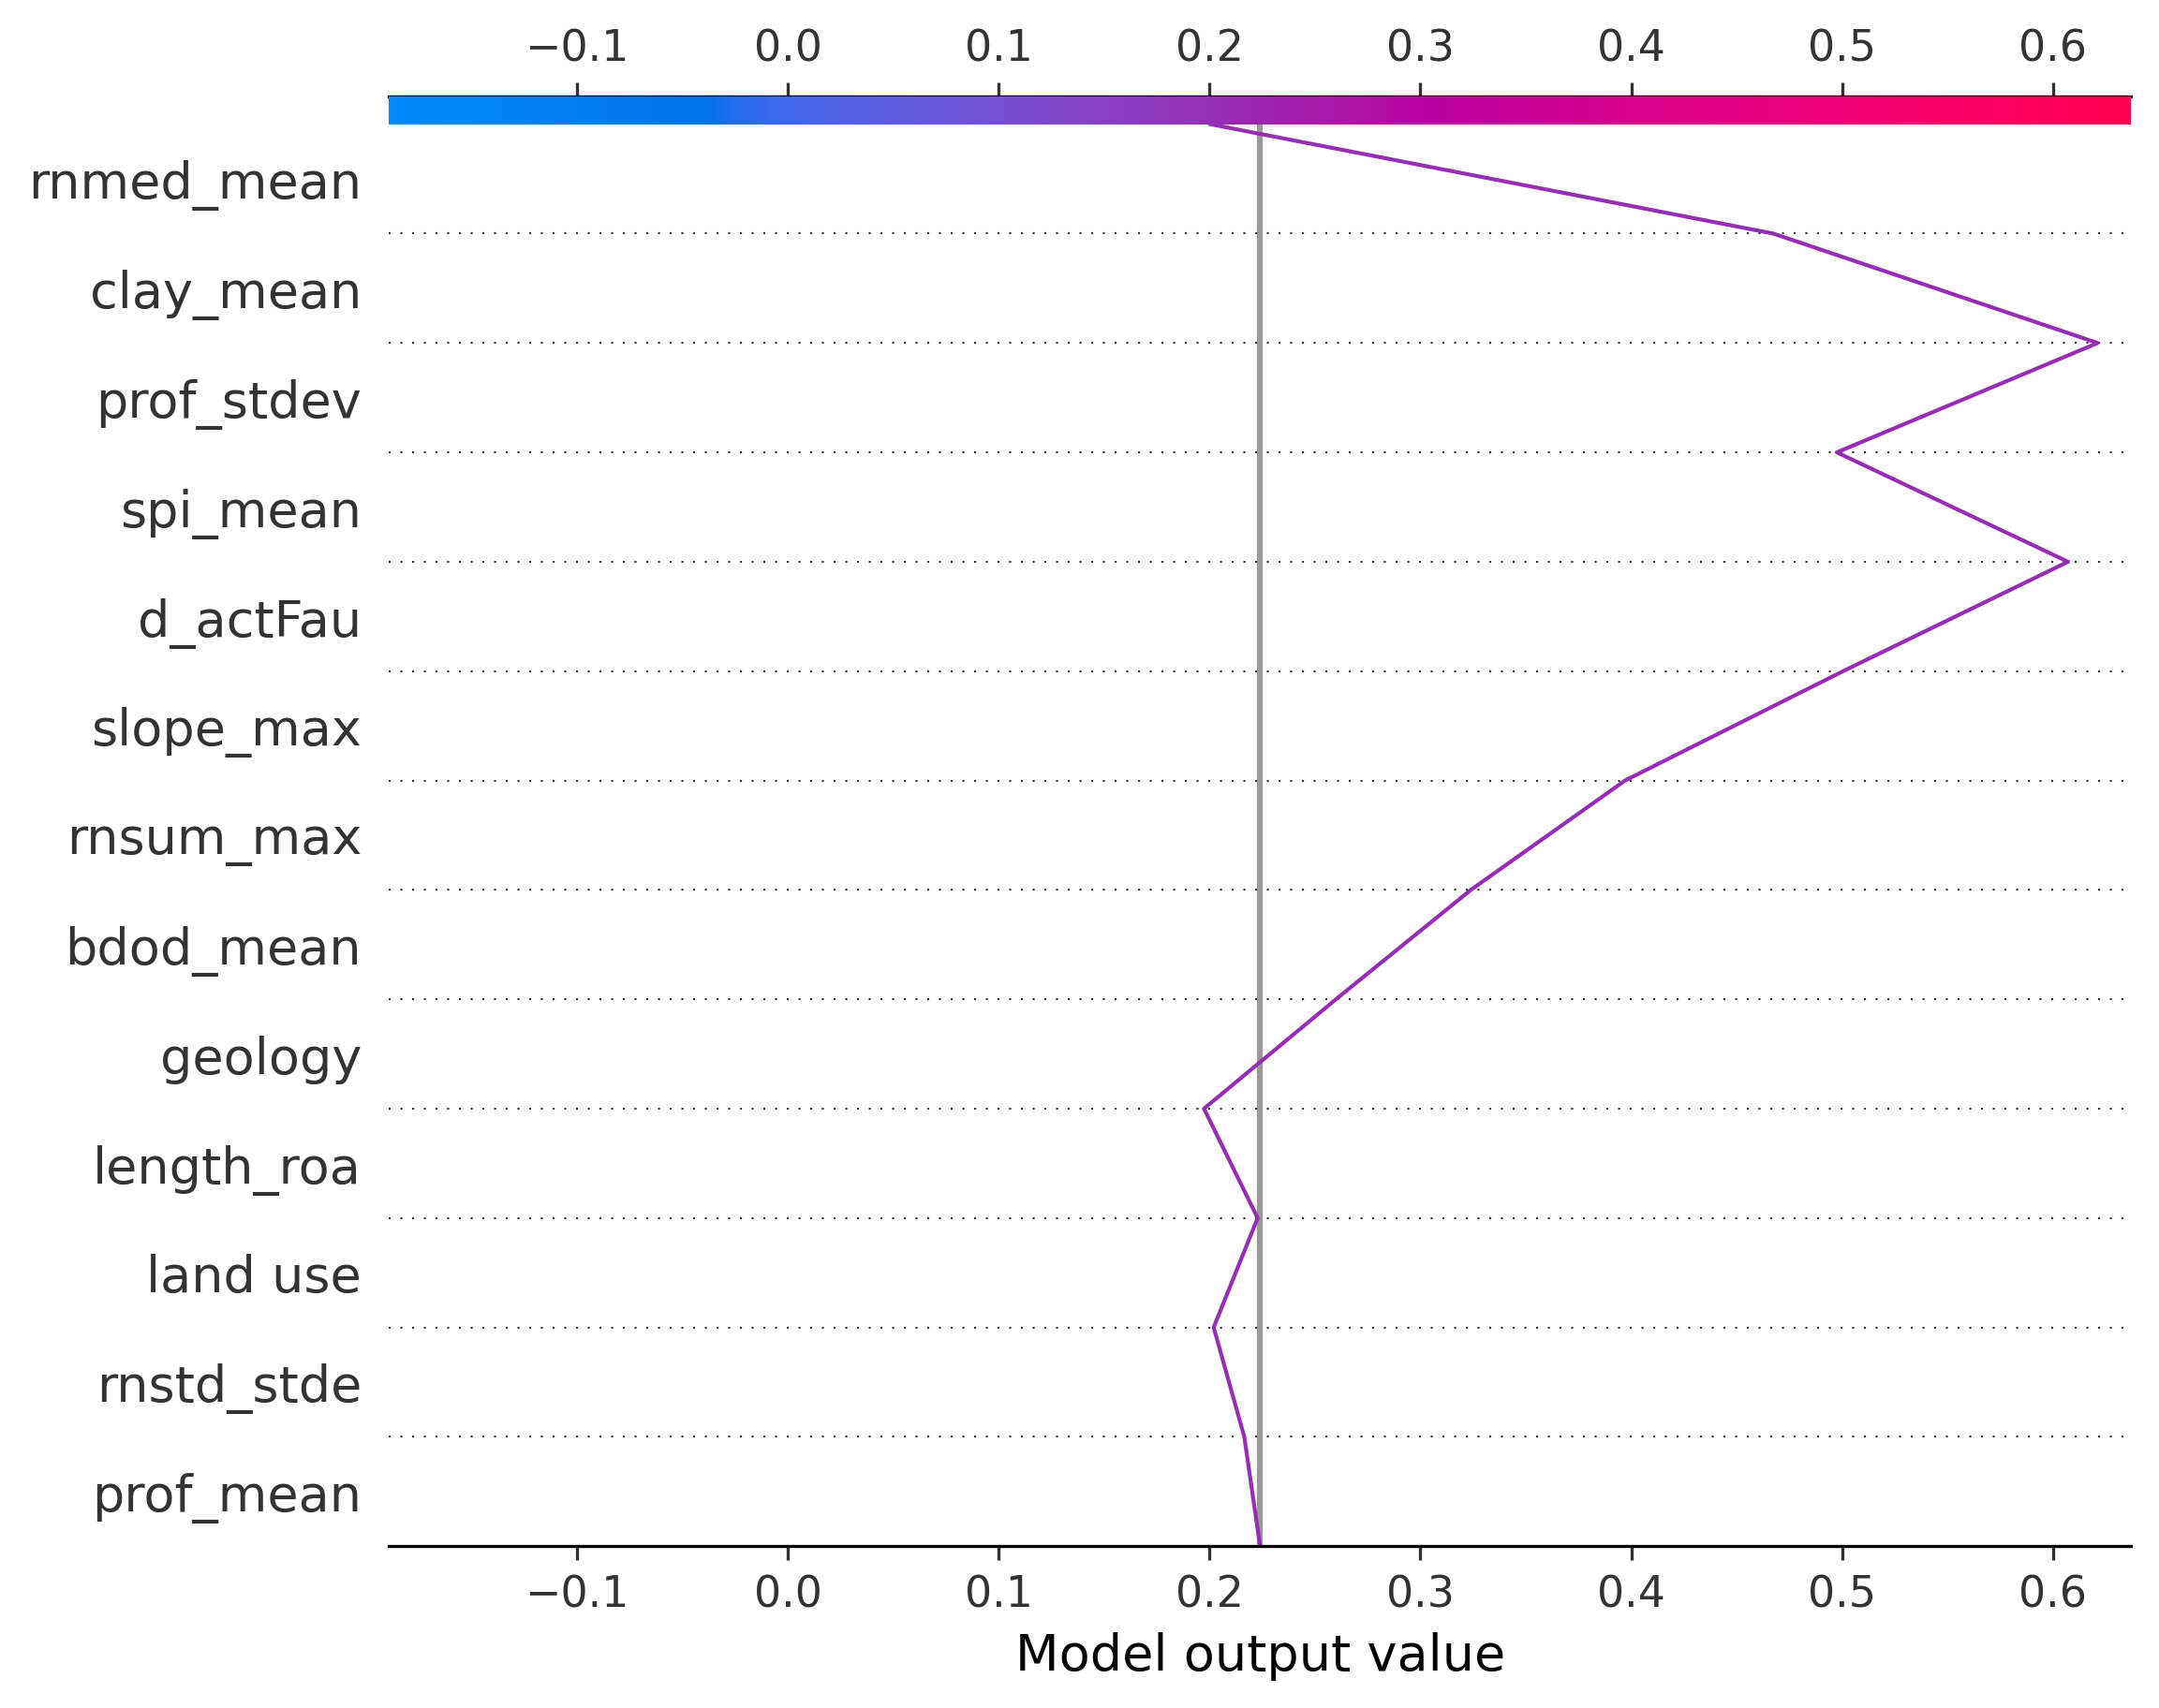 −0.1 0.0 0.1 0.2 0.3 0.4 0.5 0.6
rnmed_mean
clay_mean
prof_stdev
spi_mean
d_actFau
slope_max
rnsum_max
bdod_mean
geology
length_roa
land use
rnstd_stde
prof_mean
−0.1 0.0 0.1 0.2 0.3 0.4 0.5 0.6
Model output value